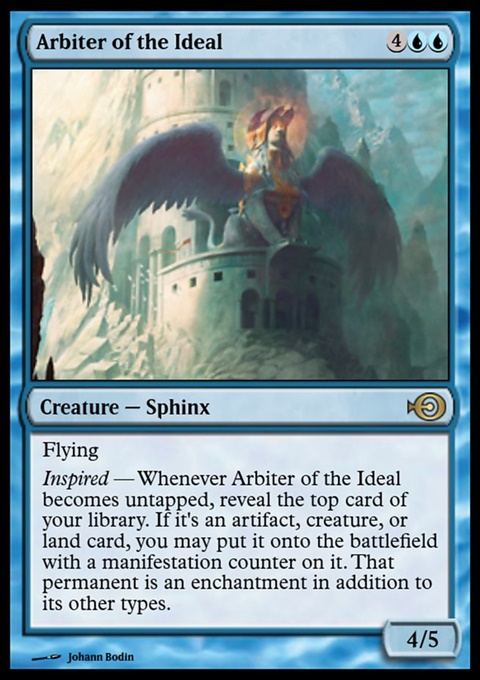 Arbiter of the Ideal 4
Creature — Sphinx
Flying
Inspired — Whenever Arbiter of the Ideal
becomes untapped, reveal the top card of
your library. If it's an artifact, creature, or
land card, you may put it onto the battlefield
with a manifestation counter on it. That
permanent is an enchantment in addition to
its other types.
4/5
Johann Bodin